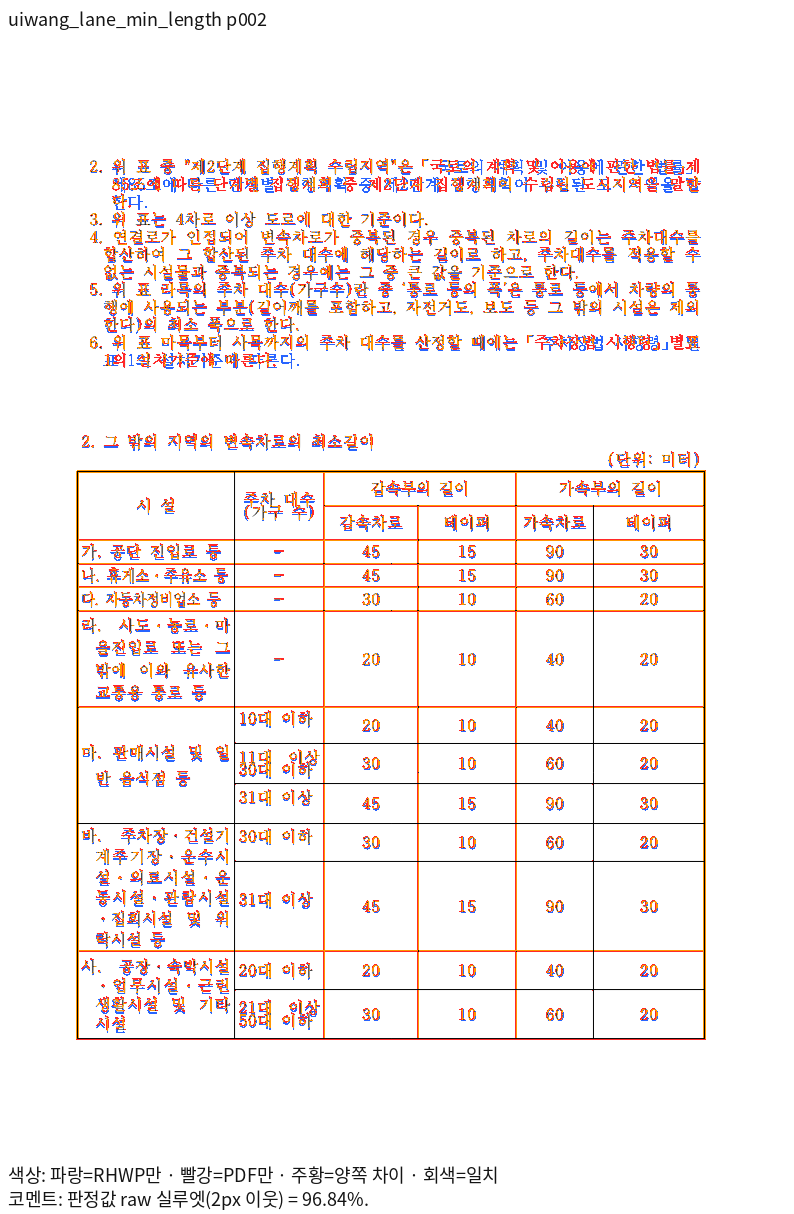 uiwang_lane_min_length p002
2. 위 표 중 "제2단계 집행계획 수립지역"은 「국토의 계획 및 이용에 관한 법률」 제
한다.
3. 위 표는 4차로 이상 도로에 대한 기준이다.
4. 연결로가 인접되어 변속차로가 중복된 경우 중복된 차로의 길이는 주차대수를
합산하여 그 합산된 주차 대수에 해당하는 길이로 하고, 주차대수를 적용할 수
없는 시설물과 중복되는 경우에는 그 중 큰 값을 기준으로 한다.
5. 위 표 라목의 주차 대수(가구수)란 중 '통로 등의 폭'은 통로 등에서 차량의 통
행에 사용되는 부분(길어깨를 포함하고, 자전거도, 보도 등 그 밖의 시설은 제외
한다)의 최소 폭으로 한다.
6. 위 표 마목부터 사목까지의 주차 대수를 산정할 때에는 「주차장법 시행령」 별표
2. 그 밖의 지역의 변속차로의 최소길이
(단위: 미터)
시 설 주차 대수 (가구 수) 감속부의 길이 가속부의 길이
감속차로 테이퍼 가속차로 테이퍼
가. 공단 진입로 등 - 45 15 90 30
나. 휴게소·주유소 등 - 45 15 90 30
다. 자동차정비업소 등 - 30 10 60 20
라. 사도·농로·마
을진입로 또는 그
밖에 이와 유사한
교통용 통로 등
- 20 10 40 20
마. 판매시설 및 일
반 음식점 등
10대 이하 20 10 40 20
11대 이상
30대 이하 30 10 60 20
31대 이상 45 15 90 30
바. 주차장·건설기
계주기장·운수시
설·의료시설·운
동시설·관람시설
·집회시설 및 위
락시설 등
30대 이하 30 10 60 20
31대 이상 45 15 90 30
사. 공장·숙박시설
·업무시설·근린
생활시설 및 기타
시설
20대 이하 20 10 40 20
21대 이상
50대 이하 30 10 60 20
색상: 파랑=RHWP만 · 빨강=PDF만 · 주황=양쪽 차이 · 회색=일치
코멘트: 판정값 raw 실루엣(2px 이웃) = 96.84%.